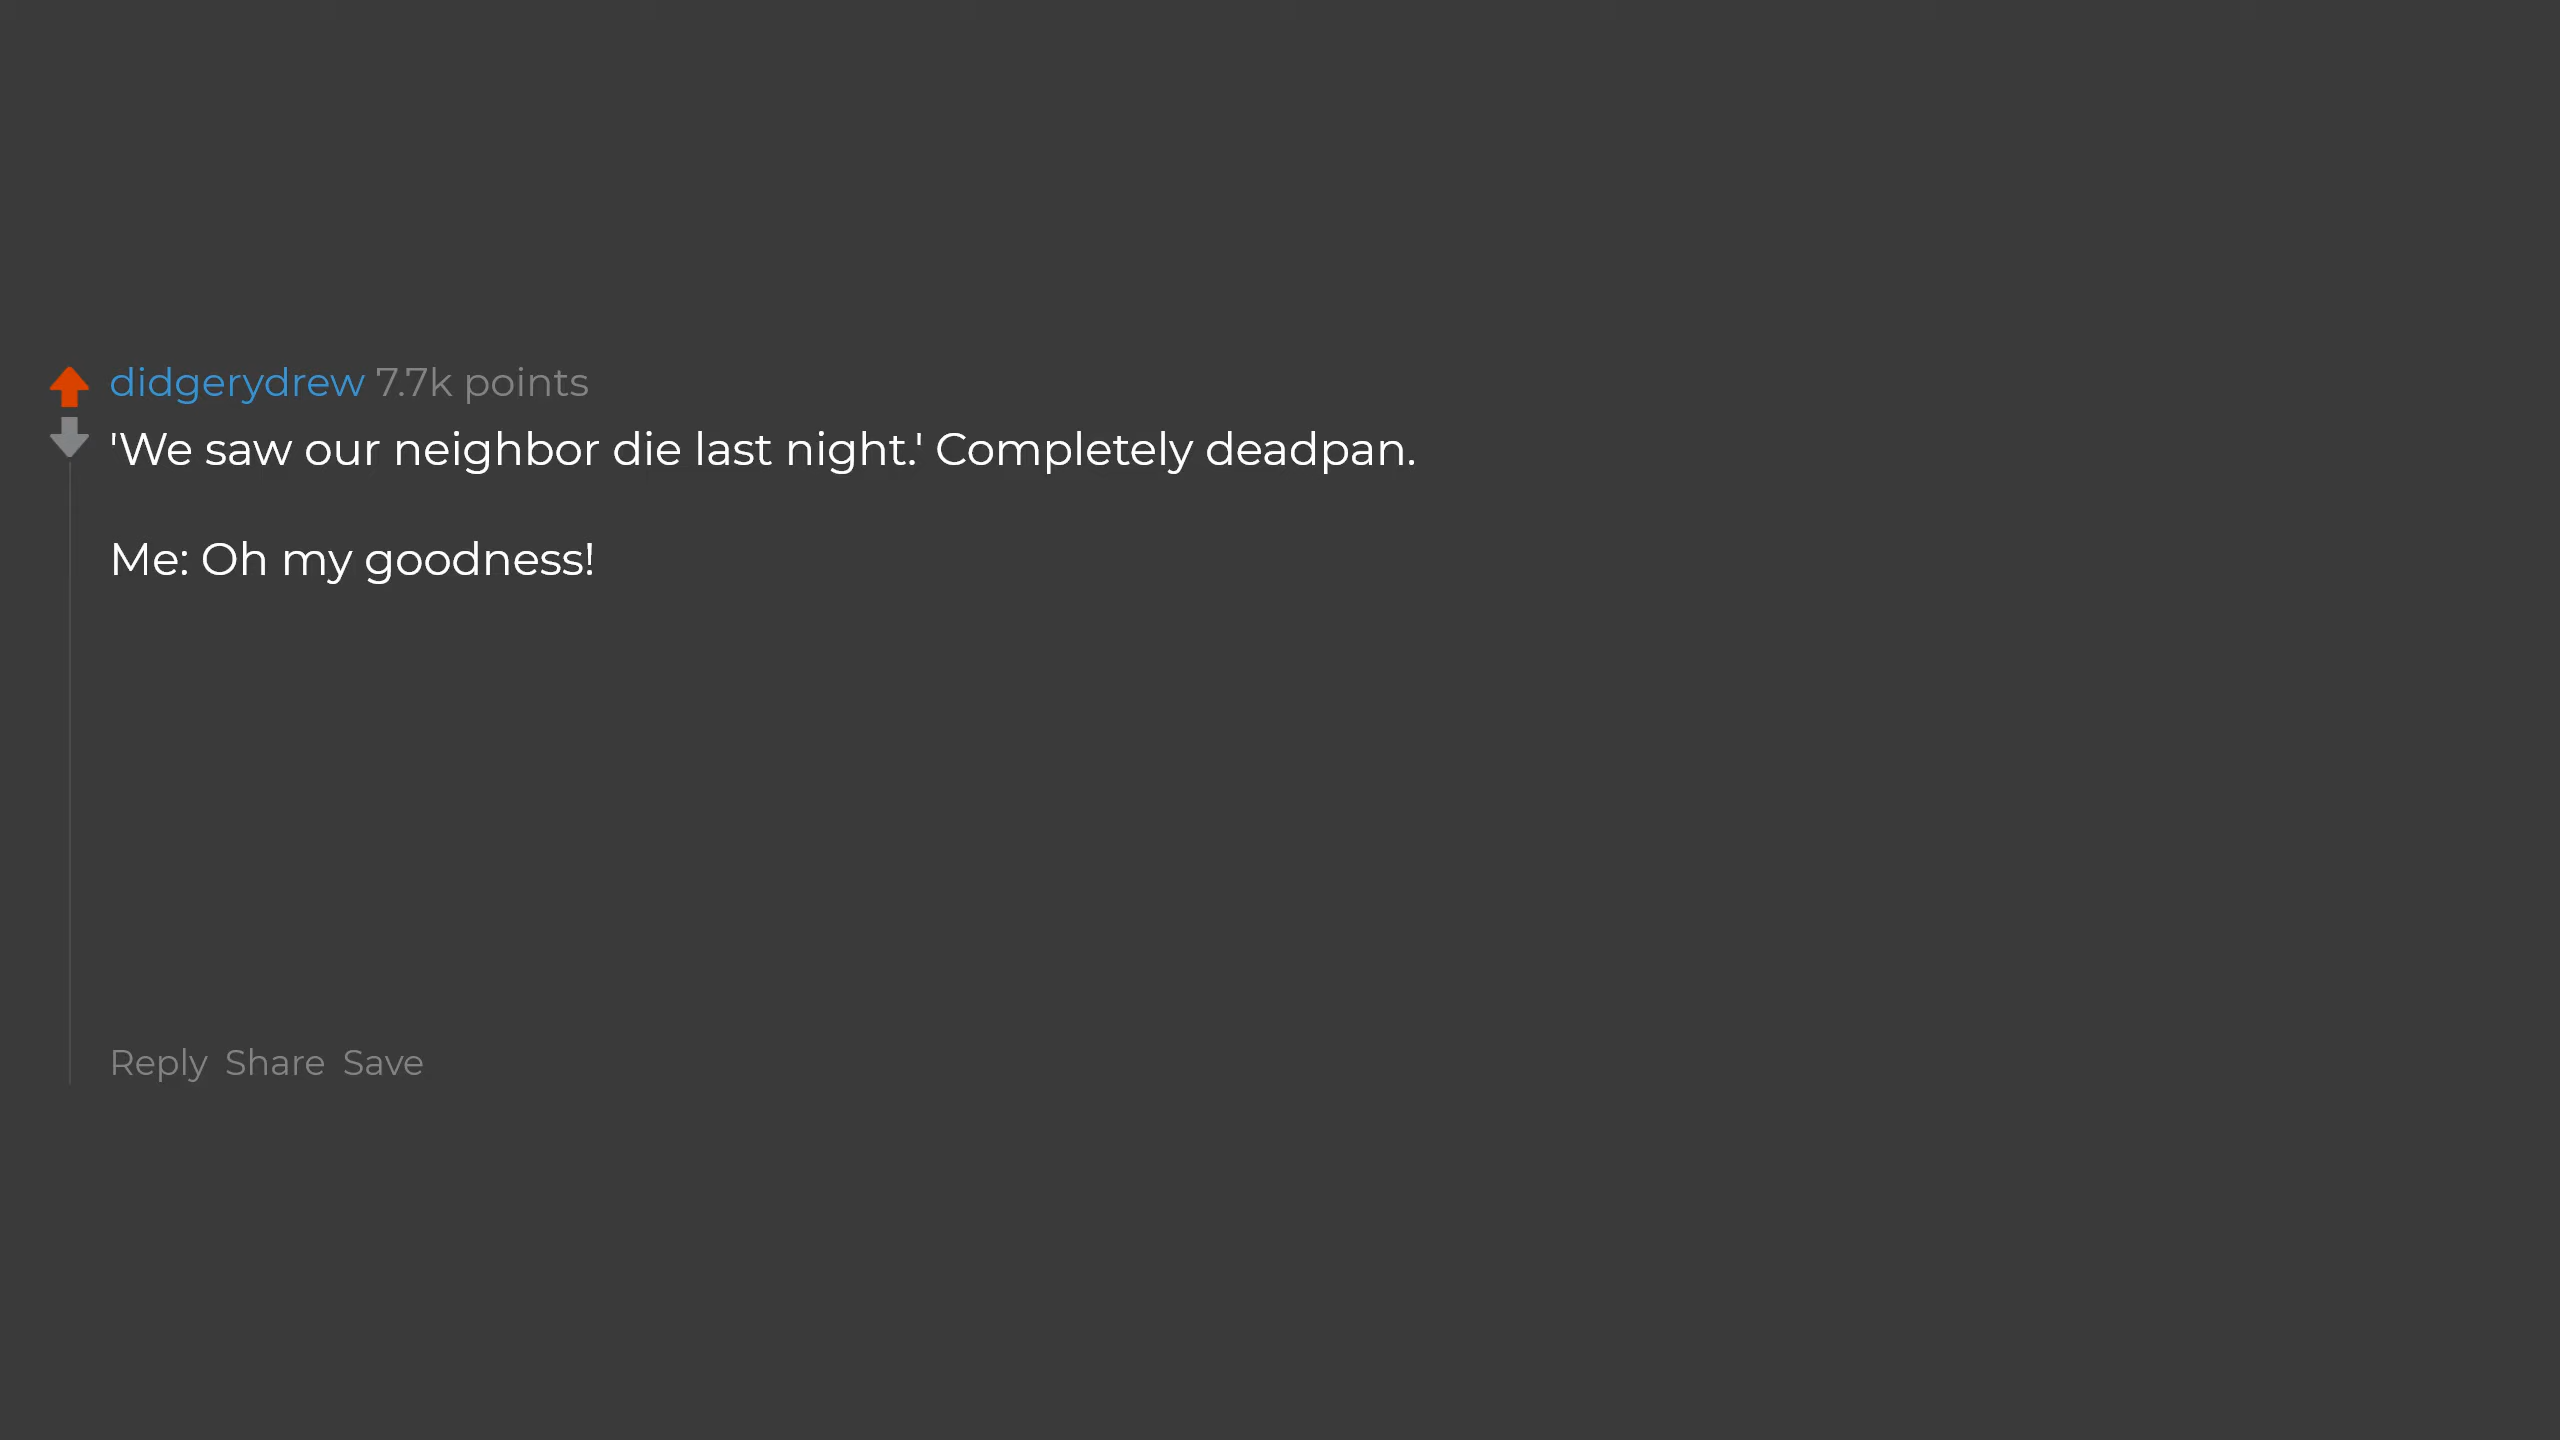 didgerydrew 7.7k points
'We saw our neighbor die last night.' Completely deadpan.
Me: Oh my goodness!
Reply Share Save